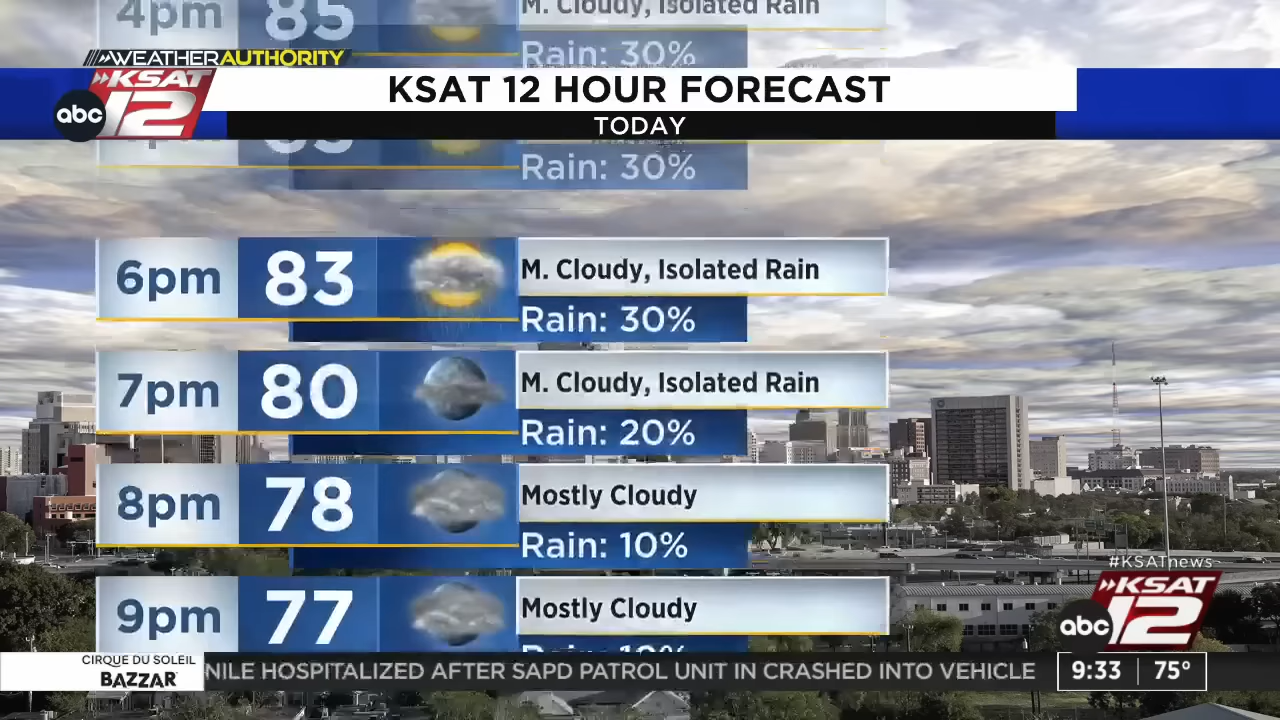 4pm 85 M. Cloudy, Isolated Rain
Rain: 30%
WEATHERAUTHORITY
KSAT
abc 12
KSAT 12 HOUR FORECAST
TODAY
Rain: 30%
6pm 83 M. Cloudy, Isolated Rain
Rain: 30%
7pm 80 M. Cloudy, Isolated Rain
Rain: 20%
8pm 78 Mostly Cloudy
Rain: 10%
9pm 77 Mostly Cloudy
Rain: 10%
#KSATnews
KSAT
abc 12
CIRQUE DU SOLEIL
BAZZAR
NILE HOSPITALIZED AFTER SAPD PATROL UNIT IN CRASHED INTO VEHICLE
9:33 75°